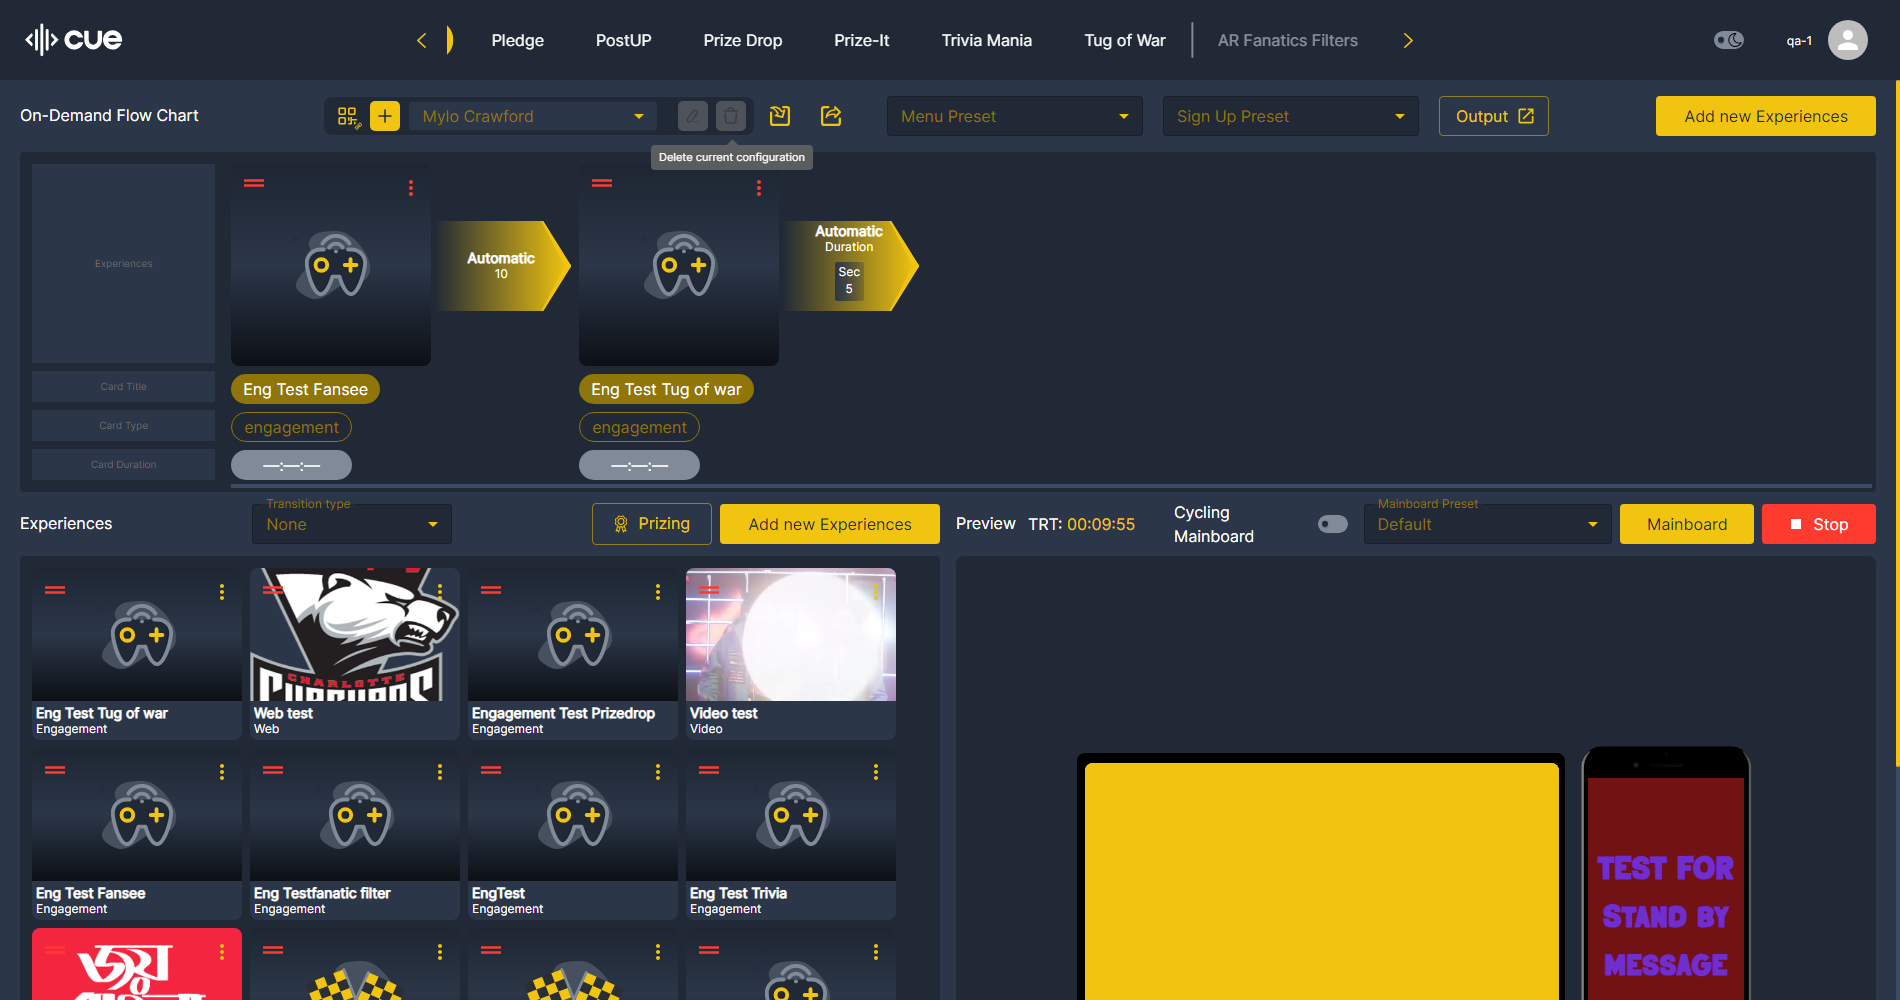 cue
Pledge
PostUP
Prize Drop
Prize-It
Trivia Mania
Tug of War
AR Fanatics Filters
qa-1
On-Demand Flow Chart
Mylo Crawford
Menu Preset
Sign Up Preset
Output
Add new Experiences
Delete current configuration
Experiences
Automatic
10
Automatic
Duration
Sec
5
Card Title
Eng Test Fansee
Eng Test Tug of war
Card Type
engagement
engagement
Card Duration
—:—:—
—:—:—
Experiences
Transition type
None
Prizing
Add new Experiences
Preview
TRT: 00:09:55
Cycling
Mainboard
Mainboard Preset
Default
Mainboard
Stop
CHARLOTTE
Eng Test Tug of war
Engagement
Web test
Web
Engagement Test Prizedrop
Engagement
Video test
Video
Eng Test Fansee
Engagement
Eng Testfanatic filter
Engagement
EngTest
Engagement
Eng Test Trivia
Engagement
জয়
TEST FOR
STAND BY
MESSAGE